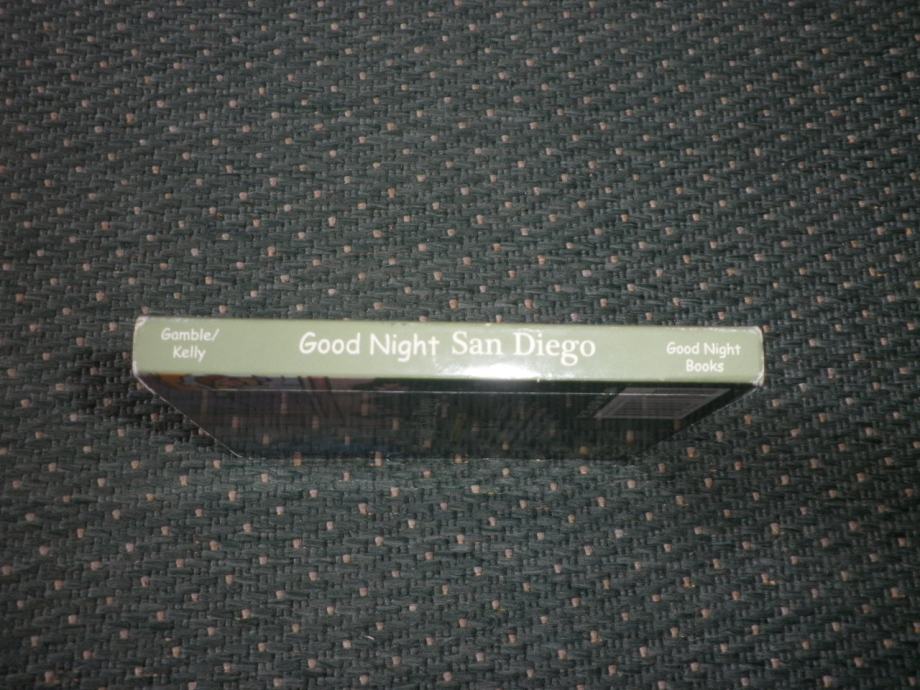 Gamble/
Kelly
Good Night San Diego
Good Night
Books